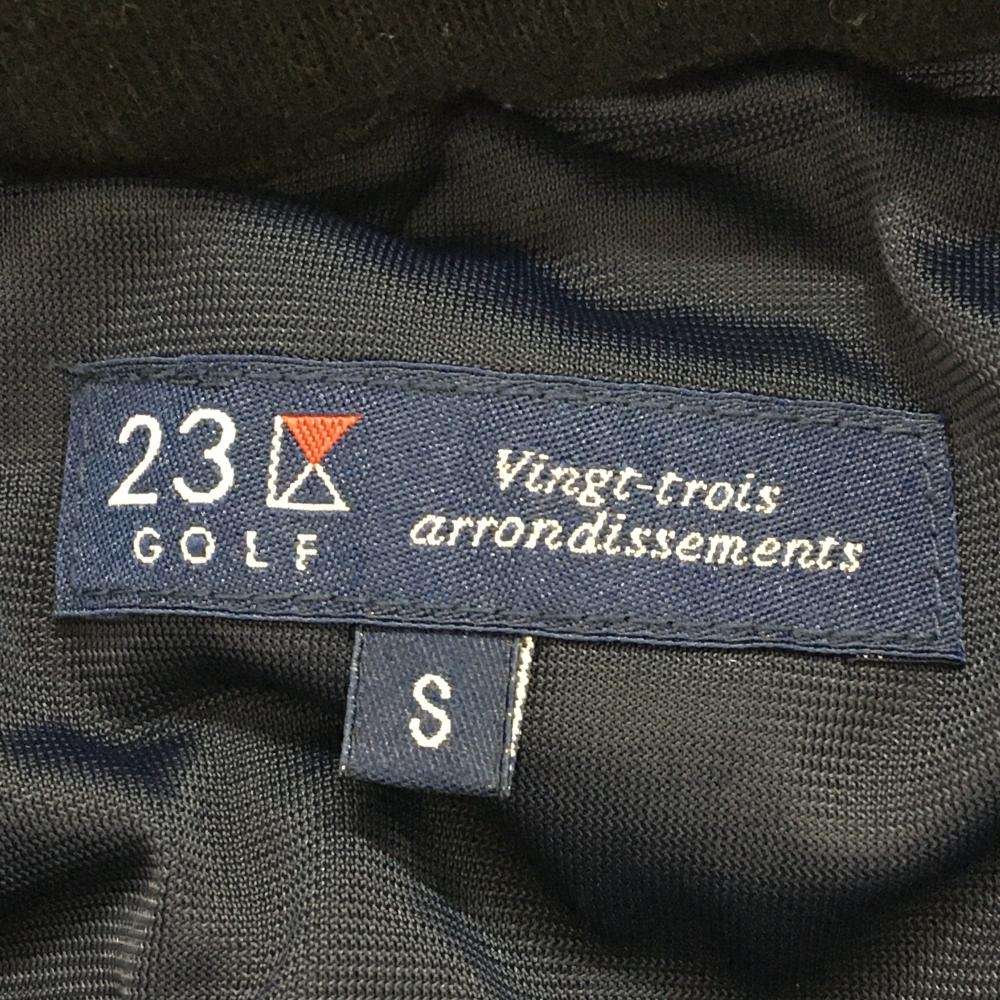 23
GOLF
Vingt-trois
arrondissements
S